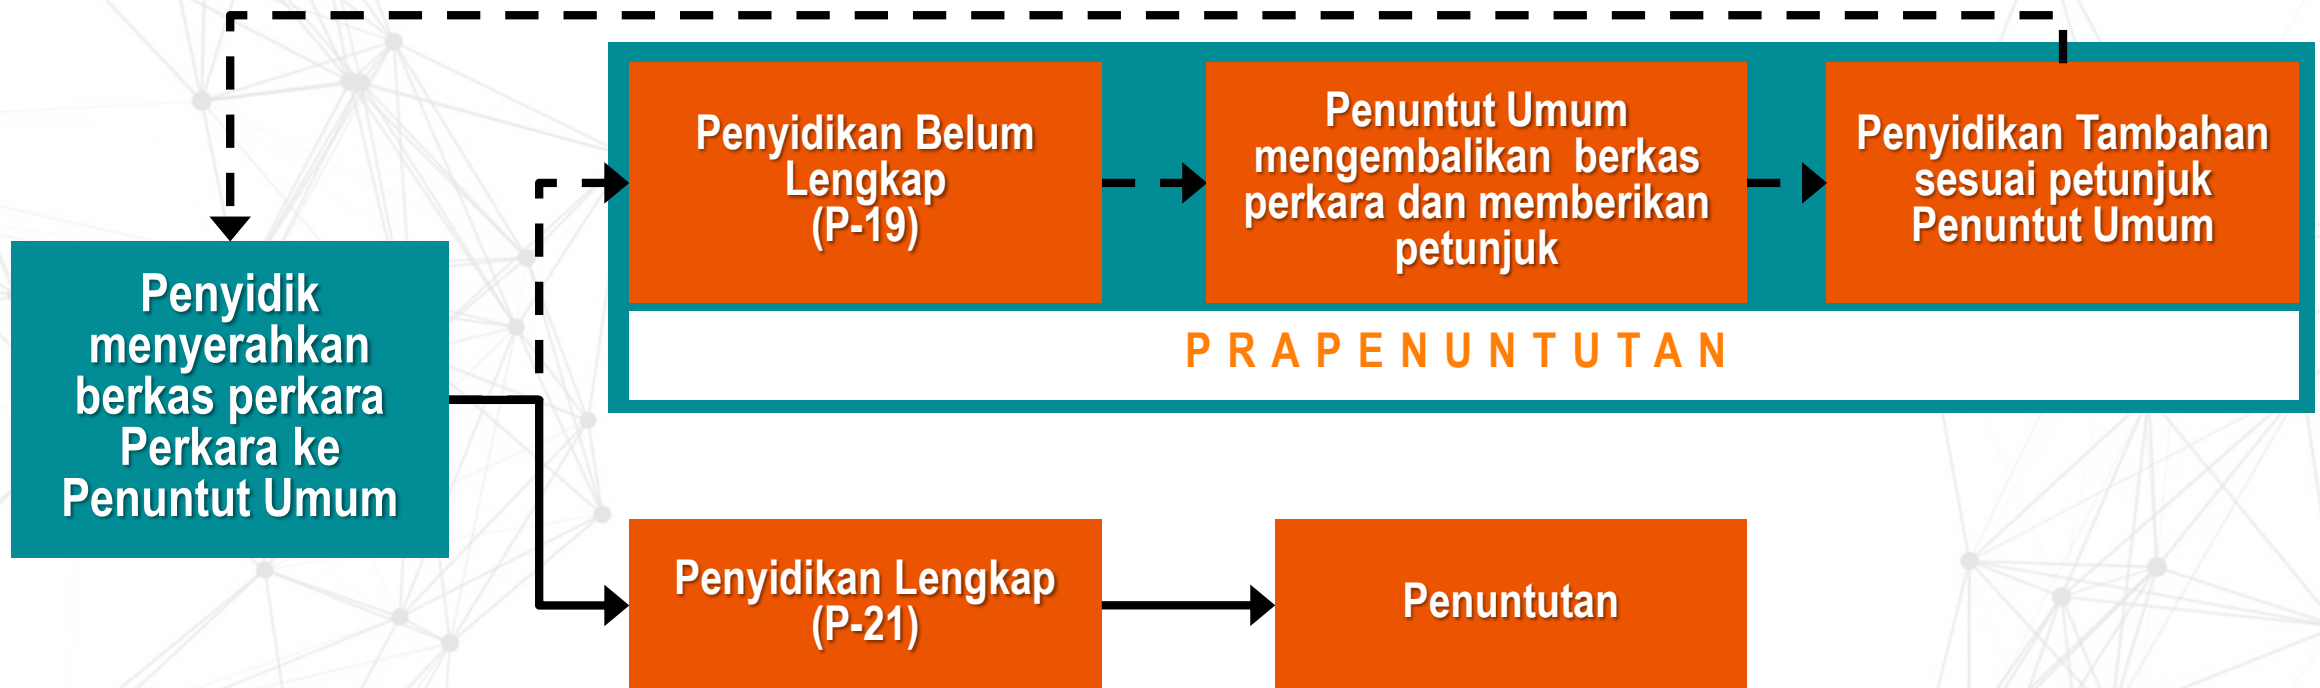 Penyidikan Belum
Lengkap
(P-19)
Penuntut Umum
mengembalikan berkas
perkara dan memberikan
petunjuk
Penyidikan Tambahan
sesuai petunjuk
Penuntut Umum
PRAPENUNTUTAN
Penyidik
menyerahkan
berkas perkara
Perkara ke
Penuntut Umum
Penyidikan Lengkap
(P-21)
Penuntutan